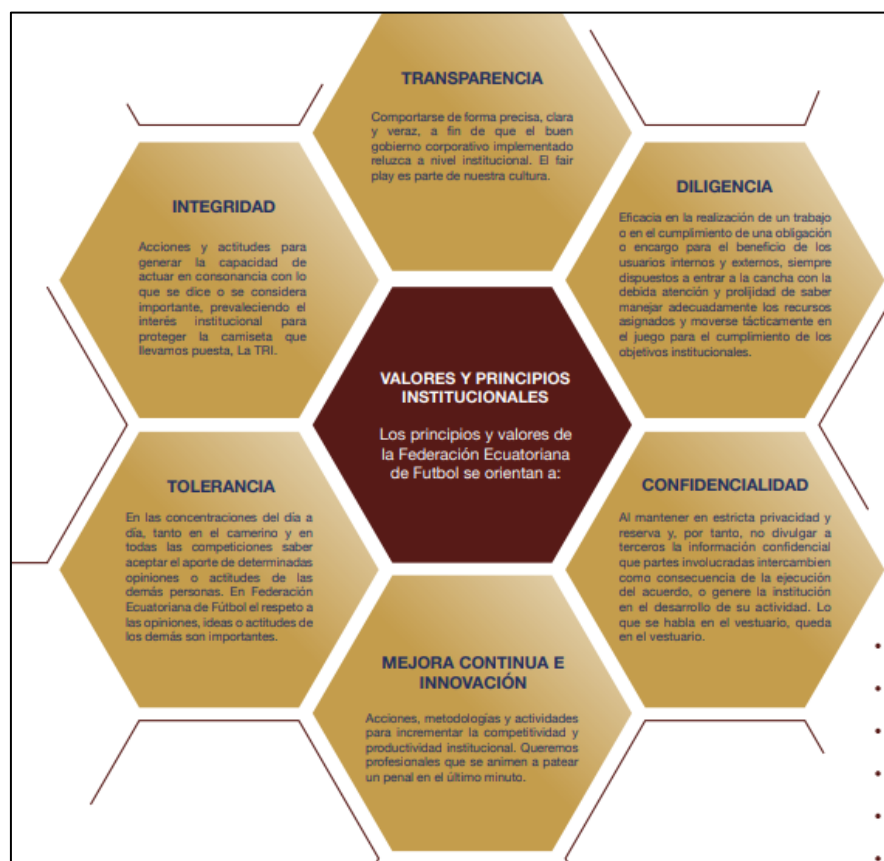 TRANSPARENCIA
Comportarse de forma precisa, clara
y veraz, a fin de que el buen
gobierno corporativo implementado
reluzca a nivel institucional. El fair
play es parte de nuestra cultura.
INTEGRIDAD
Acciones y actitudes para
generar la capacidad de
actuar en consonancia con lo
que se dice o se considera
importante, prevaleciendo el
interés institucional para
proteger la camiseta que
llevamos puesta, La TRI.
DILIGENCIA
Eficacia en la realización de un trabajo
o en el cumplimiento de una obligación
o encargo para el beneficio de los
usuarios internos y externos, siempre
dispuestos a entrar a la cancha con la
debida atención y prolijidad de saber
manejar adecuadamente los recursos
asignados y moverse tácticamente en
el juego para el cumplimiento de los
objetivos institucionales.
VALORES Y PRINCIPIOS
INSTITUCIONALES
Los principios y valores de
la Federación Ecuatoriana
de Futbol se orientan a:
TOLERANCIA
En las concentraciones del día a
día, tanto en el camerino y en
todas las competiciones saber
aceptar el aporte de determinadas
opiniones o actitudes de las
demás personas. En Federación
Ecuatoriana de Fútbol el respeto a
las opiniones, ideas o actitudes de
los demás son importantes.
CONFIDENCIALIDAD
Al mantener en estricta privacidad y
reserva y, por tanto, no divulgar a
terceros la información confidencial
que partes involucradas intercambien
como consecuencia de la ejecución
del acuerdo, o genere la institución
en el desarrollo de su actividad. Lo
que se habla en el vestuario, queda
en el vestuario.
MEJORA CONTINUA E
INNOVACIÓN
Acciones, metodologías y actividades
para incrementar la competitividad y
productividad institucional. Queremos
profesionales que se animen a patear
un penal en el último minuto.